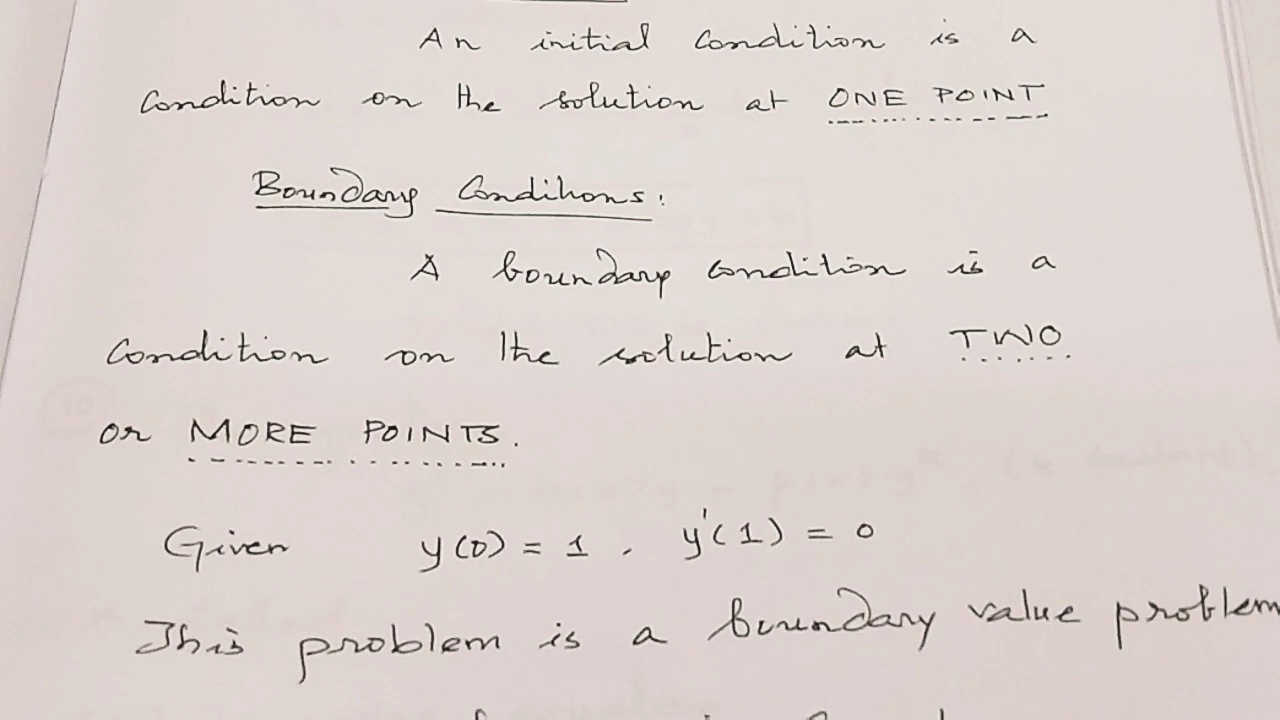 An initial condition is a
condition on the solution at ONE POINT
Boundary Conditions:
A boundary condition is a
condition on the solution at TWO
or MORE POINTS.
Given y(0) = 1 , y'(1) = 0
This problem is a boundary value problem